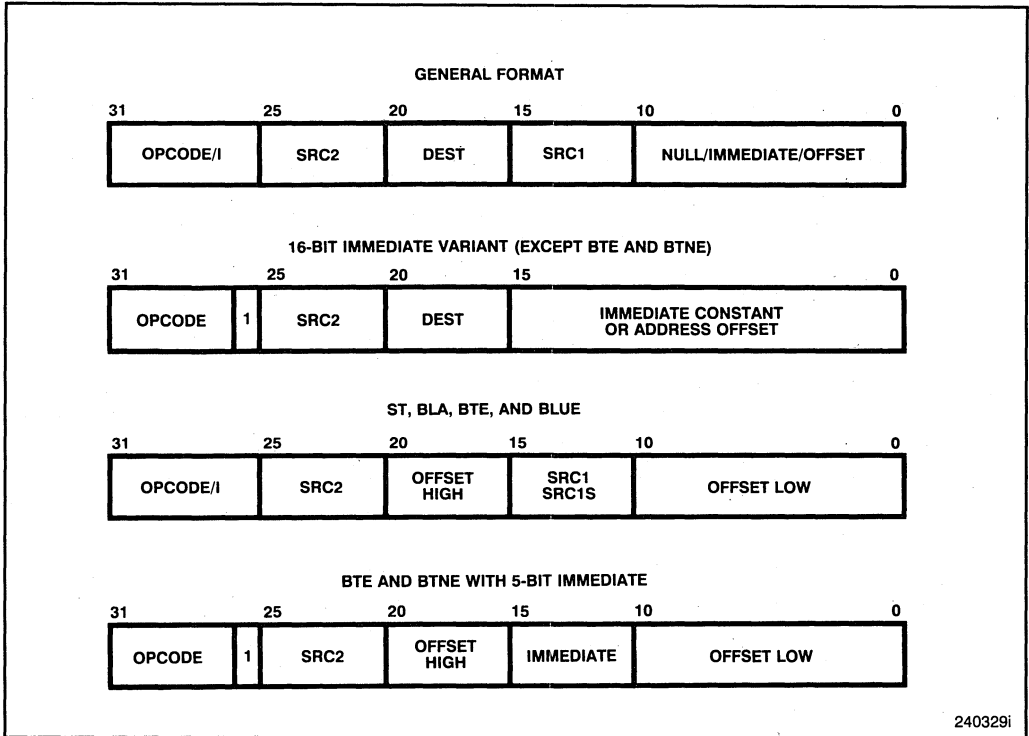 GENERAL FORMAT
31 25 20 15 10 0
OPCODE/I SRC2 DEST SRC1 NULL/IMMEDIATE/OFFSET
16-BIT IMMEDIATE VARIANT (EXCEPT BTE AND BTNE)
31 25 20 15 0
OPCODE 1 SRC2 DEST IMMEDIATE CONSTANT
OR ADDRESS OFFSET
ST, BLA, BTE, AND BLUE
31 25 20 15 10 0
OPCODE/I SRC2 OFFSET HIGH SRC1 SRC1S OFFSET LOW
BTE AND BTNE WITH 5-BIT IMMEDIATE
31 25 20 15 10 0
OPCODE 1 SRC2 OFFSET HIGH IMMEDIATE OFFSET LOW
240329i